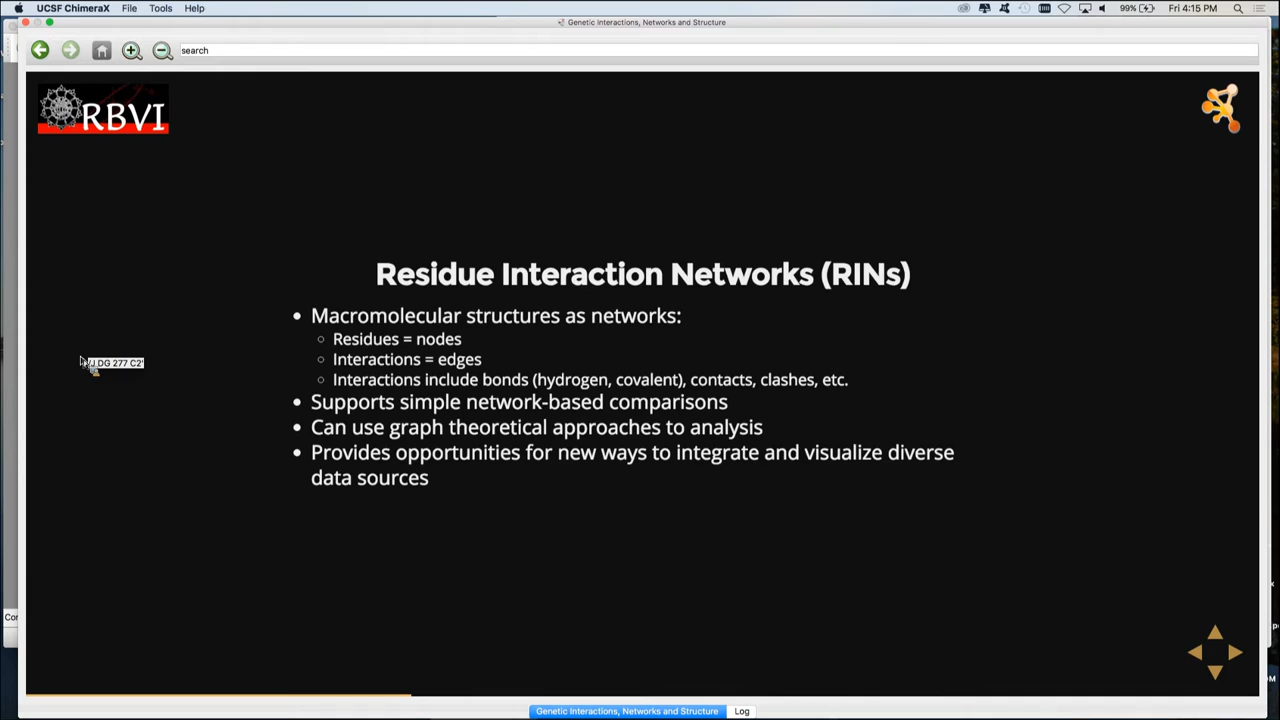 UCSF ChimeraX File Tools Help 99% Fri 4:15 PM
Genetic Interactions, Networks and Structure
search
RBVI
Residue Interaction Networks (RINs)
• Macromolecular structures as networks:
○ Residues = nodes
○ Interactions = edges
○ Interactions include bonds (hydrogen, covalent), contacts, clashes, etc.
/J DG 277 C2'
• Supports simple network-based comparisons
• Can use graph theoretical approaches to analysis
• Provides opportunities for new ways to integrate and visualize diverse
data sources
Genetic Interactions, Networks and Structure Log